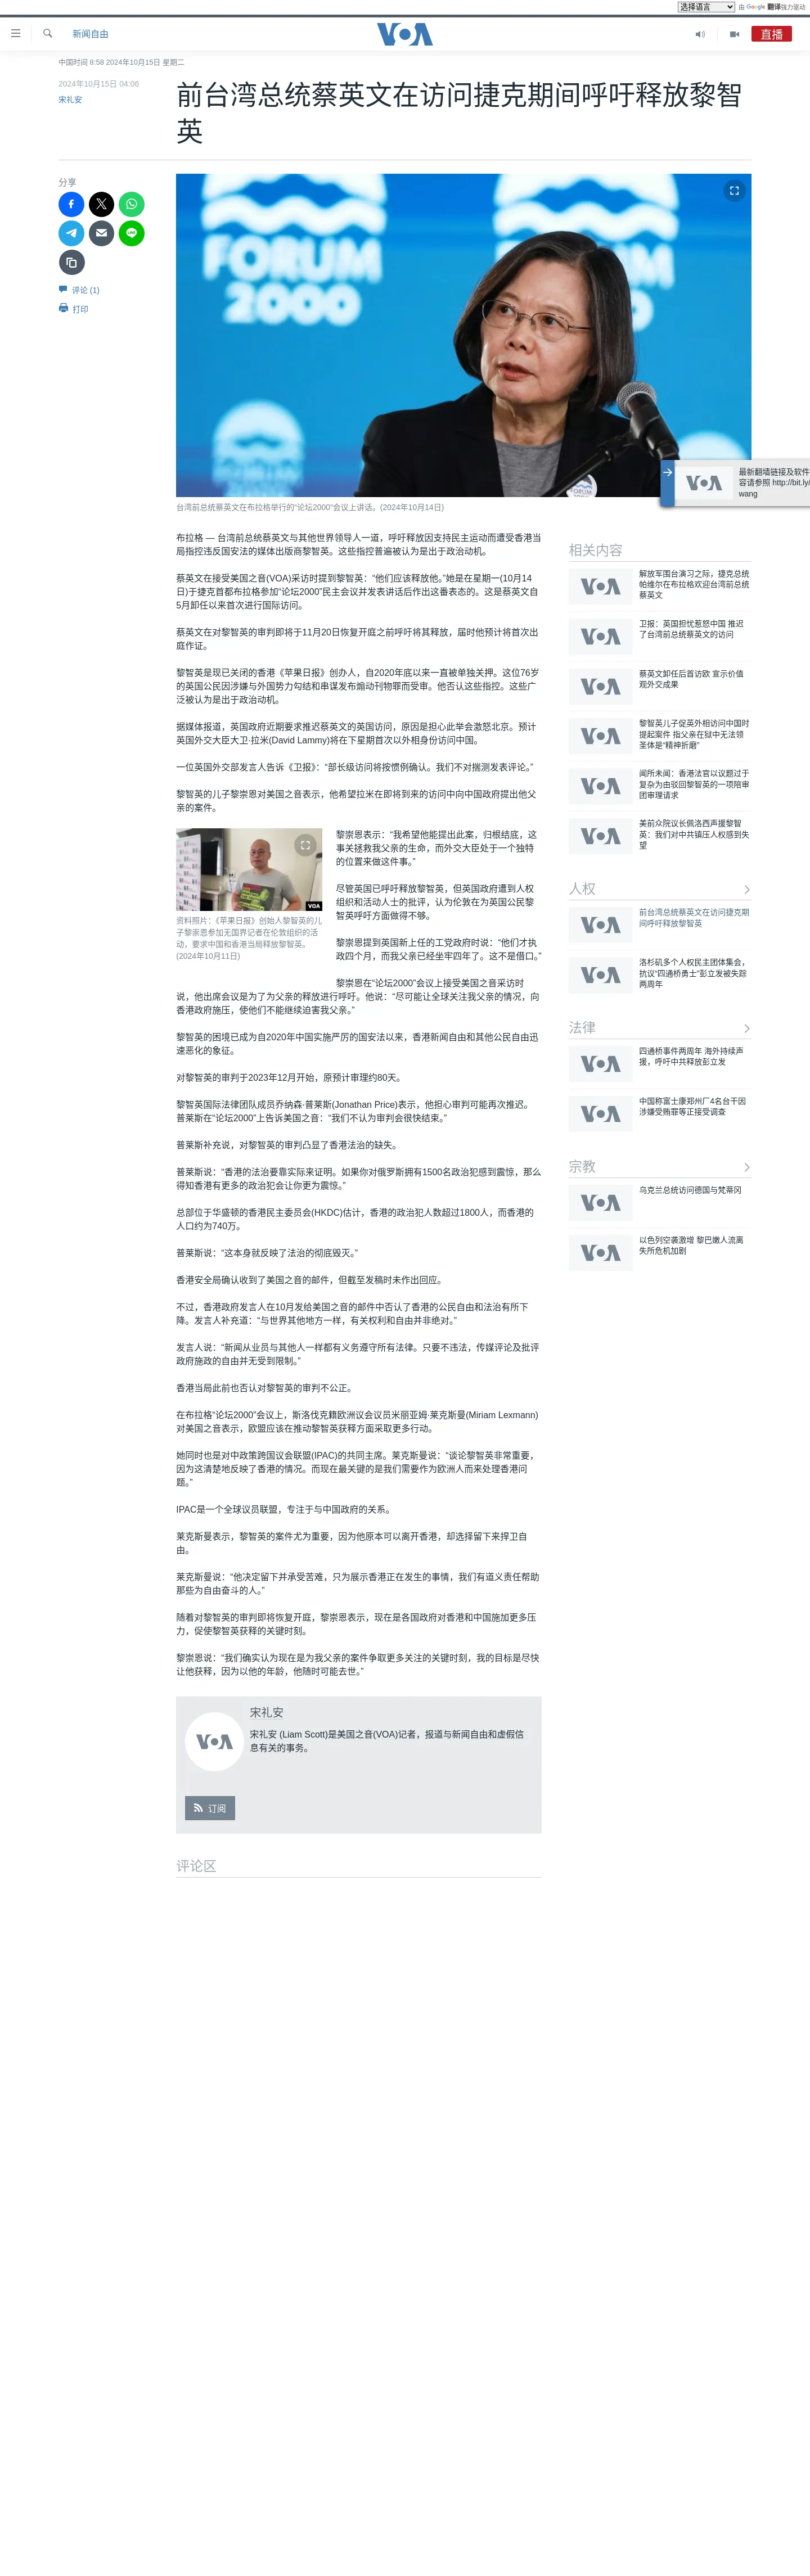 选择语言
由 Google 翻译强力驱动
新闻自由
VOA
直播
中国时间 8:58 2024年10月15日 星期二
2024年10月15日 04:06
宋礼安
前台湾总统蔡英文在访问捷克期间呼吁释放黎智
英
分享
评论 (1)
打印
FORUM
2000
FORUM
2000
FORUM
2000
台湾前总统蔡英文在布拉格举行的“论坛2000”会议上讲话。(2024年10月14日)
VOA
最新翻墙链接及软件
容请参照 http://bit.ly/
wang
布拉格 — 台湾前总统蔡英文与其他世界领导人一道，呼吁释放因支持民主运动而遭受香港当
局指控违反国安法的媒体出版商黎智英。这些指控普遍被认为是出于政治动机。
蔡英文在接受美国之音(VOA)采访时提到黎智英：“他们应该释放他。”她是在星期一(10月14
日)于捷克首都布拉格参加“论坛2000”民主会议并发表讲话后作出这番表态的。这是蔡英文自
5月卸任以来首次进行国际访问。
蔡英文在对黎智英的审判即将于11月20日恢复开庭之前呼吁将其释放，届时他预计将首次出
庭作证。
黎智英是现已关闭的香港《苹果日报》创办人，自2020年底以来一直被单独关押。这位76岁
的英国公民因涉嫌与外国势力勾结和串谋发布煽动刊物罪而受审。他否认这些指控。这些广
泛被认为是出于政治动机。
据媒体报道，英国政府近期要求推迟蔡英文的英国访问，原因是担心此举会激怒北京。预计
英国外交大臣大卫·拉米(David Lammy)将在下星期首次以外相身份访问中国。
一位英国外交部发言人告诉《卫报》：“部长级访问将按惯例确认。我们不对揣测发表评论。”
黎智英的儿子黎崇恩对美国之音表示，他希望拉米在即将到来的访问中向中国政府提出他父
亲的案件。
VOA
资料照片：《苹果日报》创始人黎智英的儿
子黎崇恩参加无国界记者在伦敦组织的活
动，要求中国和香港当局释放黎智英。
(2024年10月11日)
黎崇恩表示：“我希望他能提出此案，归根结底，这
事关拯救我父亲的生命，而外交大臣处于一个独特
的位置来做这件事。”
尽管英国已呼吁释放黎智英，但英国政府遭到人权
组织和活动人士的批评，认为伦敦在为英国公民黎
智英呼吁方面做得不够。
黎崇恩提到英国新上任的工党政府时说：“他们才执
政四个月，而我父亲已经坐牢四年了。这不是借口。”
黎崇恩在“论坛2000”会议上接受美国之音采访时
说，他出席会议是为了为父亲的释放进行呼吁。他说：“尽可能让全球关注我父亲的情况，向
香港政府施压，使他们不能继续迫害我父亲。”
黎智英的困境已成为自2020年中国实施严厉的国安法以来，香港新闻自由和其他公民自由迅
速恶化的象征。
对黎智英的审判于2023年12月开始，原预计审理约80天。
黎智英国际法律团队成员乔纳森·普莱斯(Jonathan Price)表示，他担心审判可能再次推迟。
普莱斯在“论坛2000”上告诉美国之音：“我们不认为审判会很快结束。”
普莱斯补充说，对黎智英的审判凸显了香港法治的缺失。
普莱斯说：“香港的法治要靠实际来证明。如果你对俄罗斯拥有1500名政治犯感到震惊，那么
得知香港有更多的政治犯会让你更为震惊。”
总部位于华盛顿的香港民主委员会(HKDC)估计，香港的政治犯人数超过1800人，而香港的
人口约为740万。
普莱斯说：“这本身就反映了法治的彻底毁灭。”
香港安全局确认收到了美国之音的邮件，但截至发稿时未作出回应。
不过，香港政府发言人在10月发给美国之音的邮件中否认了香港的公民自由和法治有所下
降。发言人补充道：“与世界其他地方一样，有关权利和自由并非绝对。”
发言人说：“新闻从业员与其他人一样都有义务遵守所有法律。只要不违法，传媒评论及批评
政府施政的自由并无受到限制。”
香港当局此前也否认对黎智英的审判不公正。
在布拉格“论坛2000”会议上，斯洛伐克籍欧洲议会议员米丽亚姆·莱克斯曼(Miriam Lexmann)
对美国之音表示，欧盟应该在推动黎智英获释方面采取更多行动。
她同时也是对中政策跨国议会联盟(IPAC)的共同主席。莱克斯曼说：“谈论黎智英非常重要，
因为这清楚地反映了香港的情况。而现在最关键的是我们需要作为欧洲人而来处理香港问
题。”
IPAC是一个全球议员联盟，专注于与中国政府的关系。
莱克斯曼表示，黎智英的案件尤为重要，因为他原本可以离开香港，却选择留下来捍卫自
由。
莱克斯曼说：“他决定留下并承受苦难，只为展示香港正在发生的事情，我们有道义责任帮助
那些为自由奋斗的人。”
随着对黎智英的审判即将恢复开庭，黎崇恩表示，现在是各国政府对香港和中国施加更多压
力，促使黎智英获释的关键时刻。
黎崇恩说：“我们确实认为现在是为我父亲的案件争取更多关注的关键时刻，我的目标是尽快
让他获释，因为以他的年龄，他随时可能去世。”
VOA
宋礼安
宋礼安 (Liam Scott)是美国之音(VOA)记者，报道与新闻自由和虚假信
息有关的事务。
订阅
评论区
相关内容
VOA
解放军围台演习之际，捷克总统
帕维尔在布拉格欢迎台湾前总统
蔡英文
VOA
卫报：英国担忧惹怒中国 推迟
了台湾前总统蔡英文的访问
VOA
蔡英文卸任后首访欧 宣示价值
观外交成果
VOA
黎智英儿子促英外相访问中国时
提起案件 指父亲在狱中无法领
圣体是“精神折磨”
VOA
闻所未闻：香港法官以议题过于
复杂为由驳回黎智英的一项陪审
团审理请求
VOA
美前众院议长佩洛西声援黎智
英：我们对中共镇压人权感到失
望
人权
VOA
前台湾总统蔡英文在访问捷克期
间呼吁释放黎智英
VOA
洛杉矶多个人权民主团体集会，
抗议“四通桥勇士”彭立发被失踪
两周年
法律
VOA
四通桥事件两周年 海外持续声
援，呼吁中共释放彭立发
VOA
中国称富士康郑州厂4名台干因
涉嫌受贿罪等正接受调查
宗教
VOA
乌克兰总统访问德国与梵蒂冈
VOA
以色列空袭激增 黎巴嫩人流离
失所危机加剧